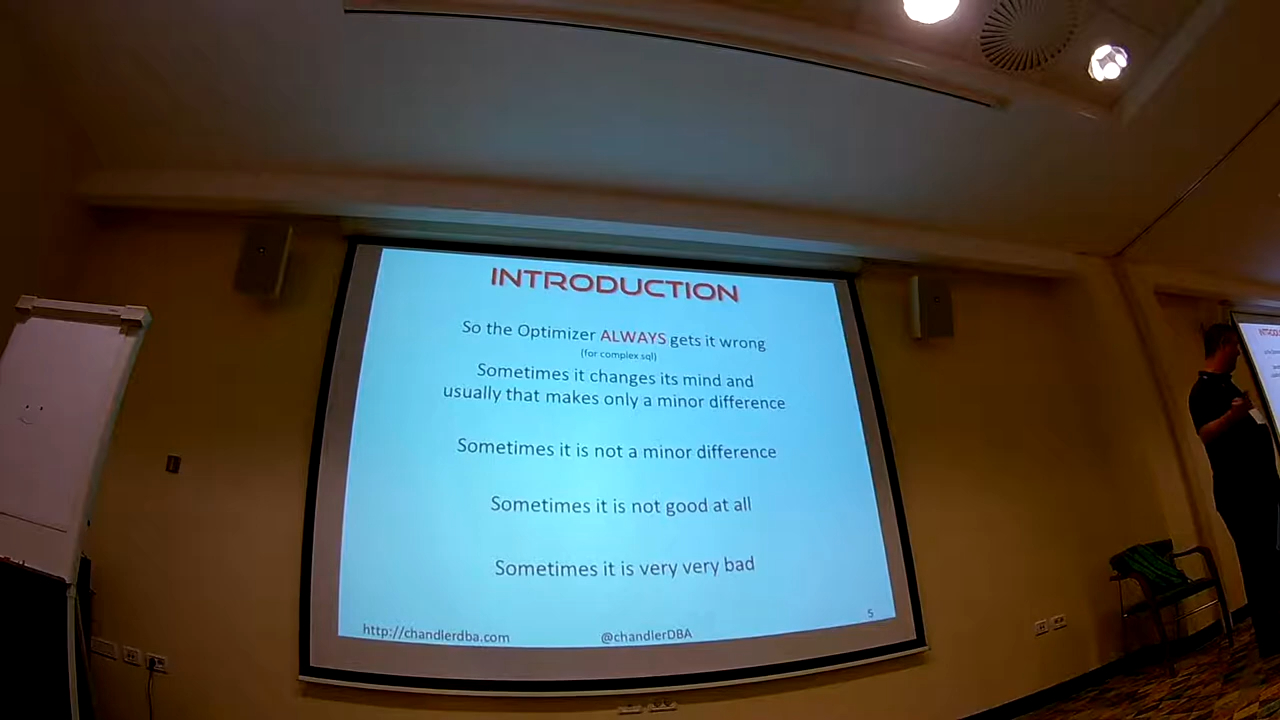 INTRODUCTION
So the Optimizer ALWAYS gets it wrong
(for complex sql)
Sometimes it changes its mind and
usually that makes only a minor difference
Sometimes it is not a minor difference
Sometimes it is not good at all
Sometimes it is very very bad
5
http://chandlerdba.com
@chandlerDBA